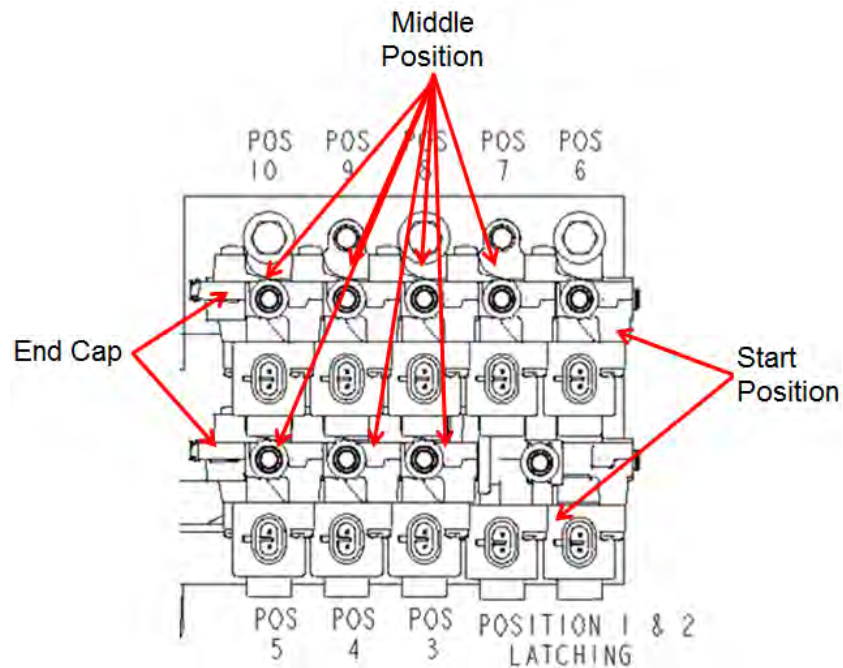 Middle
Position
POS
10
POS
9
POS
8
POS
7
POS
6
End Cap
Start
Position
POS
5
POS
4
POS
3
POSITION 1 & 2
LATCHING